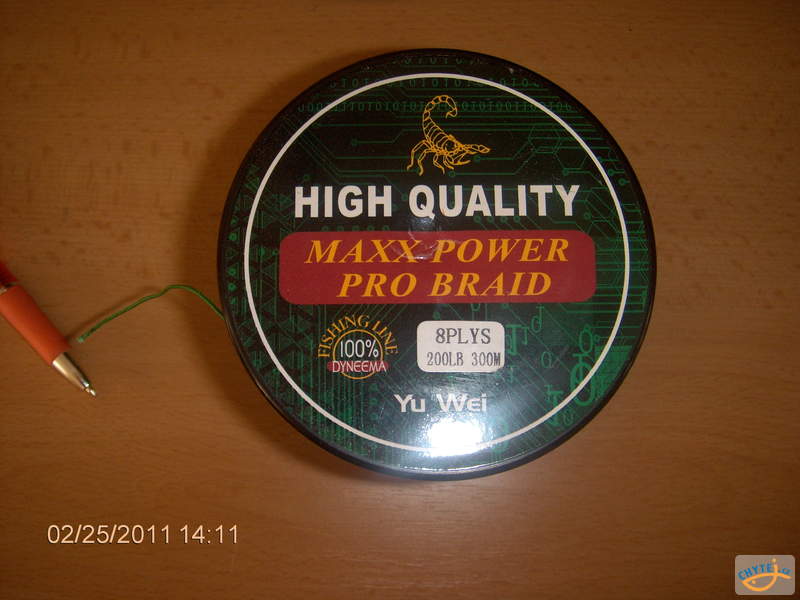 HIGH QUALITY
MAXX POWER
PRO BRAID
FISHING LINE
100%
DYNEEMA
8PLYS
200LB 300M
Yu Wei
02/25/2011 14:11